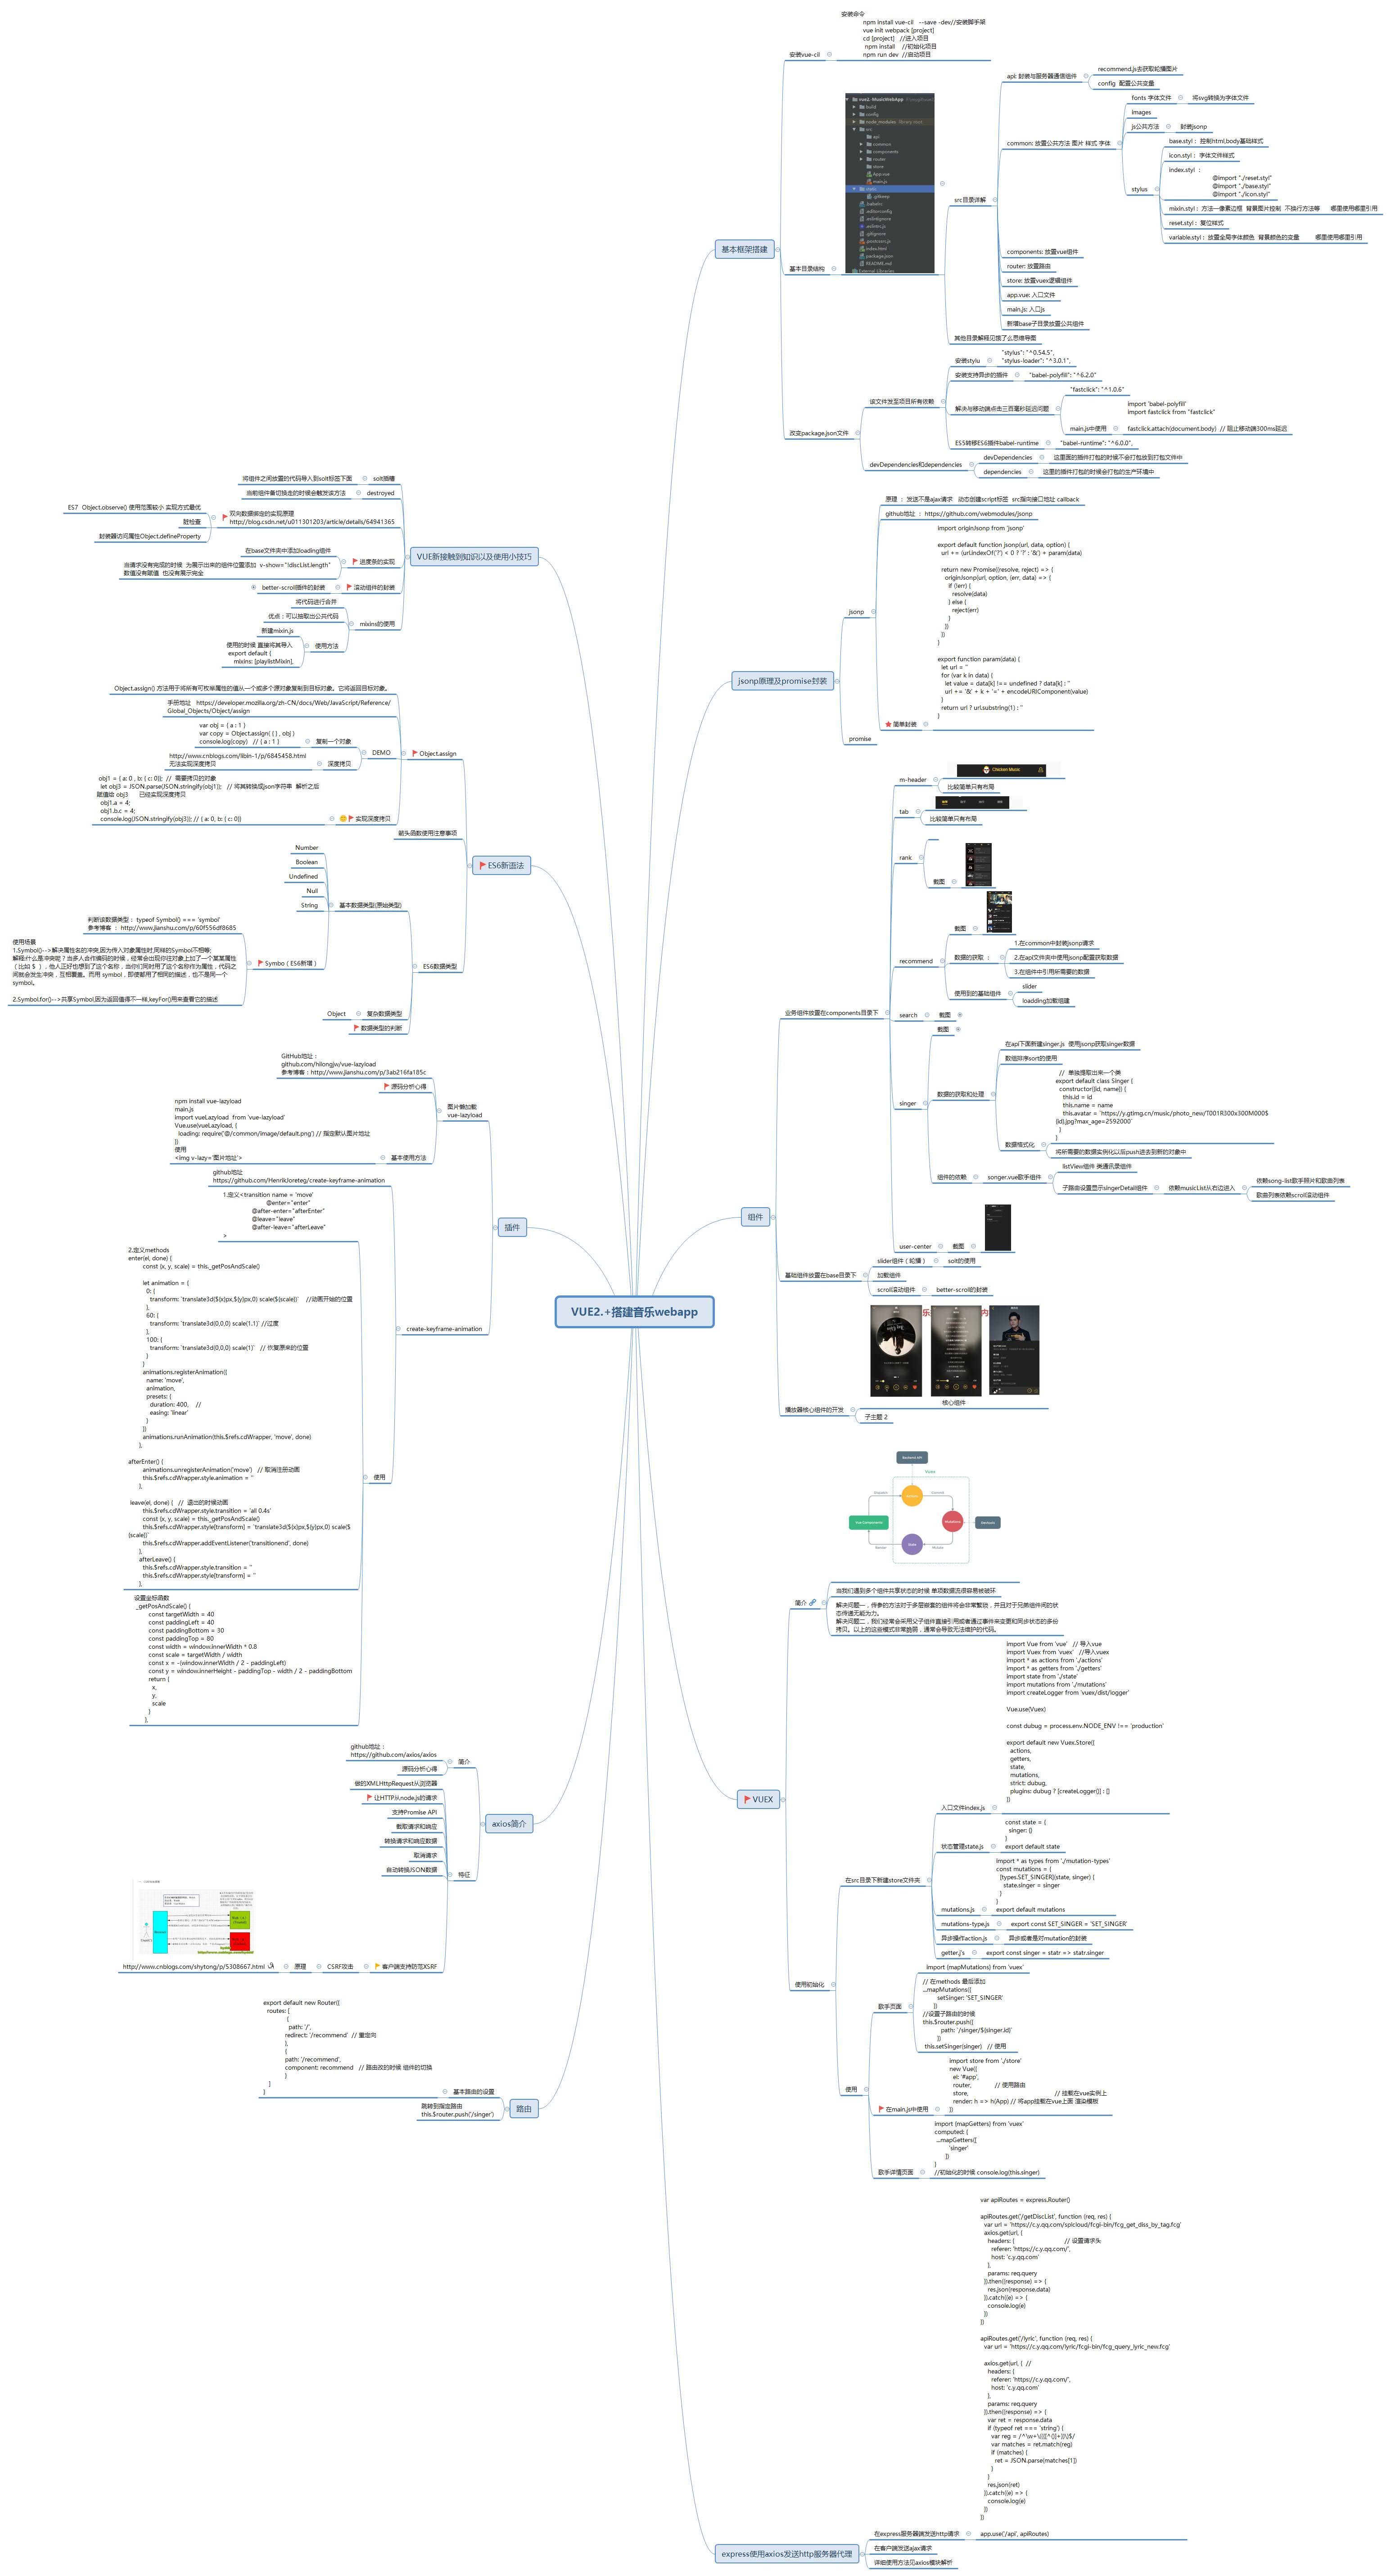 VUE2.+搭建音乐webapp
基本框架搭建
安装vue-cil
安装命令
npm install vue-cil --save -dev//安装脚手架
vue init webpack [project]
cd [project] //进入项目
npm install //初始化项目
npm run dev //启动项目
基本目录结构
src目录详解
api: 封装与服务器通信组件
recommend.js去获取轮播图片
config 配置公共变量
common: 放置公共方法 图片 样式 字体
fonts 字体文件
将svg转换为字体文件
images
js公共方法
封装jsonp
stylus
base.styl： 控制html,body基础样式
icon.styl： 字体文件样式
index.styl ：
@import "./reset.styl"
@import "./base.styl"
@import "./icon.styl"
mixin.styl：方法一像素边框 背景图片控制 不换行方法等 哪里使用哪里引用
reset.styl：复位样式
variable.styl：放置全局字体颜色 背景颜色的变量 哪里使用哪里引用
components: 放置vue组件
router: 放置路由
store: 放置vuex逻辑组件
app.vue: 入口文件
main.js: 入口js
新增base子目录放置公共组件
其他目录解释见饿了么思维导图
改变package.json文件
该文件发至项目所有依赖
安装stylu
"stylus": "^0.54.5",
"stylus-loader": "^3.0.1",
安装支持异步的插件
"babel-polyfill": "^6.2.0"
解决与移动端点击三百毫秒延迟问题
"fastclick": "^1.0.6"
main.js中使用
import 'babel-polyfill'
import fastclick from "fastclick"
fastclick.attach(document.body) // 阻止移动端300ms延迟
ES5转移ES6插件babel-runtime
"babel-runtime": "^6.0.0",
devDependencies和dependencies
devDependencies
这里面的插件打包的时候不会打包放到打包文件中
dependencies
这里的插件打包的时候会打包的生产环境中
jsonp原理及promise封装
jsonp
原理 ： 发送不是ajax请求 动态创建script标签 src指向接口地址 callback
github地址 ： https://github.com/webmodules/jsonp
简单封装
import originJsonp from 'jsonp'
export default function jsonp(url, data, option) {
url += (url.indexOf('?') < 0 ? '?' : '&') + param(data)
return new Promise((resolve, reject) => {
originJsonp(url, option, (err, data) => {
if (!err) {
resolve(data)
} else {
reject(err)
}
})
})
}
export function param(data) {
let url = ''
for (var k in data) {
let value = data[k] !== undefined ? data[k] : ''
url += '&' + k + '=' + encodeURIComponent(value)
}
return url ? url.substring(1) : ''
}
promise
组件
业务组件放置在components目录下
m-header
Chicken Music
比较简单只有布局
tab
比较简单只有布局
rank
截图
recommend
截图
数据的获取 ：
1.在common中封装jsonp请求
2.在api文件夹中使用jsonp配置获取数据
3.在组件中引用所需要的数据
使用到的基础组件
slider
loadding加载组建
search
截图
singer
截图
数据的获取和处理
在api下面新建singer.js 使用jsonp获取singer数据
数组排序sort的使用
数据格式化
// 单独提取出来一个类
export default class Singer {
constructor({id, name}) {
this.id = id
this.name = name
this.avatar = `https://y.gtimg.cn/music/photo_new/T001R300x300M000$
{id}.jpg?max_age=2592000`
}
}
将所需要的数据实例化以后push进去到新的对象中
组件的依赖
songer.vue歌手组件
listView组件 类通讯录组件
子路由设置显示singerDetail组件
依赖musicList从右边进入
依赖song-list歌手照片和歌曲列表
歌曲列表依赖scroll滚动组件
user-center
截图
基础组件放置在base目录下
slider组件（轮播）
solt的使用
加载组件
scroll滚动组件
better-scroll的封装
播放器核心组件的开发
核心组件
子主题 2
VUEX
简介
当我们遇到多个组件共享状态的时候 单项数据流很容易被破坏
解决问题一，传参的方法对于多层嵌套的组件将会非常繁锐，并且对于兄弟组件间的状
态传递无能为力。
解决问题二，我们经常会采用父子组件直接引用或者通过事件来变更和同步状态的多份
拷贝。以上的这些模式非常脆弱，通常会导致无法维护的代码。
使用初始化
在src目录下新建store文件夹
入口文件index.js
import Vue from 'vue' // 导入vue
import Vuex from 'vuex' //导入vuex
import * as actions from './actions'
import * as getters from './getters'
import state from './state'
import mutations from './mutations'
import createLogger from 'vuex/dist/logger'
Vue.use(Vuex)
const dubug = process.env.NODE_ENV !== 'production'
export default new Vuex.Store({
actions,
getters,
state,
mutations,
strict: dubug,
plugins: dubug ? [createLogger()] : []
})
状态管理state.js
const state = {
singer: {}
}
export default state
mutations.js
import * as types from './mutation-types'
const mutations = {
[types.SET_SINGER](state, singer) {
state.singer = singer
}
}
export default mutations
mutations-type.js
export const SET_SINGER = 'SET_SINGER'
异步操作action.js
异步或者是对mutation的封装
getter.j's
export const singer = statr => statr.singer
使用
歌手页面
import {mapMutations} from 'vuex'
// 在methods 最后添加
...mapMutations({
setSinger: 'SET_SINGER'
})
//设置子路由的时候
this.$router.push({
path: `/singer/${singer.id}`
})
this.setSinger(singer) // 使用
在main.js中使用
import store from './store'
new Vue({
el: '#app',
router, // 使用路由
store, // 挂载在vue实例上
render: h => h(App) // 将app挂载在vue上面 渲染模板
})
歌手详情页面
import {mapGetters} from 'vuex'
computed: {
...mapGetters([
'singer'
])
}
//初始化的时候 console.log(this.singer)
express使用axios发送http服务器代理
在express服务器端发送http请求
var apiRoutes = express.Router()
apiRoutes.get('/getDiscList', function (req, res) {
var url = 'https://c.y.qq.com/splcloud/fcgi-bin/fcg_get_diss_by_tag.fcg'
axios.get(url, {
headers: { // 设置请求头
referer: 'https://c.y.qq.com/',
host: 'c.y.qq.com'
},
params: req.query
}).then((response) => {
res.json(response.data)
}).catch((e) => {
console.log(e)
})
})
apiRoutes.get('/lyric', function (req, res) {
var url = 'https://c.y.qq.com/lyric/fcgi-bin/fcg_query_lyric_new.fcg'
axios.get(url, { //
headers: {
referer: 'https://c.y.qq.com/',
host: 'c.y.qq.com'
},
params: req.query
}).then((response) => {
var ret = response.data
if (typeof ret === 'string') {
var reg = /^\w+\(({[^()]+})\)$/
var matches = ret.match(reg)
if (matches) {
ret = JSON.parse(matches[1])
}
}
res.json(ret)
}).catch((e) => {
console.log(e)
})
})
app.use('/api', apiRoutes)
在客户端发送ajax请求
详细使用方法见axios模块解析
VUE新接触到知识以及使用小技巧
solt插槽
将组件之间放置的代码导入到solt标签下面
destroyed
当前组件备切换走的时候会触发该方法
双向数据绑定的实现原理
http://blog.csdn.net/u011301203/article/details/64941365
ES7 Object.observe() 使用范围较小 实现方式最优
脏检查
封装器访问属性Object.defineProperty
进度条的实现
在base文件夹中添加loading组件
当请求没有完成的时候 为展示出来的组件位置添加 v-show="!discList.length"
数值没有赋值 也没有展示完全
滚动组件的封装
better-scroll插件的封装
mixins的使用
将代码进行合并
优点：可以抽取出公共代码
使用方法
新建mixin.js
使用的时候 直接将其导入
export default {
mixins: [playlistMixin],
ES6新语法
Object.assign
Object.assign() 方法用于将所有可枚举属性的值从一个或多个源对象复制到目标对象。它将返回目标对象。
手册地址 https://developer.mozilla.org/zh-CN/docs/Web/JavaScript/Reference/
Global_Objects/Object/assign
DEMO
复制一个对象
var obj = { a : 1 }
var copy = Object.assign( { } , obj )
console.log(copy) // { a : 1 }
深度拷贝
http://www.cnblogs.com/libin-1/p/6845458.html
无法实现深度拷贝
实现深度拷贝
obj1 = { a: 0 , b: { c: 0}}; // 需要拷贝的对象
let obj3 = JSON.parse(JSON.stringify(obj1)); // 将其转换成json字符串 解析之后
赋值给 obj3 已经实现深度拷贝
obj1.a = 4;
obj1.b.c = 4;
console.log(JSON.stringify(obj3)); // { a: 0, b: { c: 0}}
箭头函数使用注意事项
ES6数据类型
基本数据类型(原始类型)
Number
Boolean
Undefined
Null
String
Symbo（ES6新增）
判断该数据类型： typeof Symbol() === 'symbol'
参考博客 ： http://www.jianshu.com/p/60f556df8685
使用场景
1.Symbol()-->解决属性名的冲突,因为传入对象属性时,同样的Symbol不相等;
解释:什么是冲突呢？当多人合作编码的时候，经常会出现你往对象上加了一个某某属性
（比如 $ ），他人正好也想到了这个名称，当你们同时用了这个名称作为属性，代码之
间就会发生冲突，互相覆盖。而用 symbol，即使都用了相同的描述，也不是同一个
symbol。
2.Symbol.for()-->共享Symbol,因为返回值得不一样,keyFor()用来查看它的描述
复杂数据类型
Object
数据类型的判断
插件
图片懒加载
vue-lazyload
GitHub地址：
github.com/hilongjw/vue-lazyload
参考博客：http://www.jianshu.com/p/3ab216fa185c
源码分析心得
基本使用方法
npm install vue-lazyload
main.js
import vueLazyload from 'vue-lazyload'
Vue.use(vueLazyload, {
loading: require('@/common/image/default.png') // 指定默认图片地址
})
使用
<img v-lazy='图片地址'>
create-keyframe-animation
github地址
https://github.com/HenrikJoreteg/create-keyframe-animation
使用
1.定义<transition name = 'move'
@enter="enter"
@after-enter="afterEnter"
@leave="leave"
@after-leave="afterLeave"
>
2.定义methods
enter(el, done) {
const {x, y, scale} = this._getPosAndScale()
let animation = {
0: {
transform: `translate3d(${x}px,${y}px,0) scale(${scale})` //动画开始的位置
},
60: {
transform: `translate3d(0,0,0) scale(1.1)` //过度
},
100: {
transform: `translate3d(0,0,0) scale(1)` // 恢复原来的位置
}
}
animations.registerAnimation({
name: 'move',
animation,
presets: {
duration: 400, //
easing: 'linear'
}
})
animations.runAnimation(this.$refs.cdWrapper, 'move', done)
},
afterEnter() {
animations.unregisterAnimation('move') // 取消注册动画
this.$refs.cdWrapper.style.animation = ''
},
leave(el, done) { // 退出的时候动画
this.$refs.cdWrapper.style.transition = 'all 0.4s'
const {x, y, scale} = this._getPosAndScale()
this.$refs.cdWrapper.style[transform] = `translate3d(${x}px,${y}px,0) scale($
{scale})`
this.$refs.cdWrapper.addEventListener('transitionend', done)
},
afterLeave() {
this.$refs.cdWrapper.style.transition = ''
this.$refs.cdWrapper.style[transform] = ''
},
设置坐标函数
_getPosAndScale() {
const targetWidth = 40
const paddingLeft = 40
const paddingBottom = 30
const paddingTop = 80
const width = window.innerWidth * 0.8
const scale = targetWidth / width
const x = -(window.innerWidth / 2 - paddingLeft)
const y = window.innerHeight - paddingTop - width / 2 - paddingBottom
return {
x,
y,
scale
}
},
axios简介
简介
github地址：
https://github.com/axios/axios
源码分析心得
特征
做的XMLHttpRequest从浏览器
让HTTP从node.js的请求
支持Promise API
截取请求和响应
转换请求和响应数据
取消请求
自动转换JSON数据
客户端支持防范XSRF
CSRF攻击
原理
http://www.cnblogs.com/shytong/p/5308667.html
路由
基本路由的设置
export default new Router({
routes: [
{
path: '/',
redirect: '/recommend' // 重定向
},
{
path: '/recommend',
component: recommend // 路由改的时候 组件的切换
}
]
}
跳转到指定路由
this.$router.push('/singer')